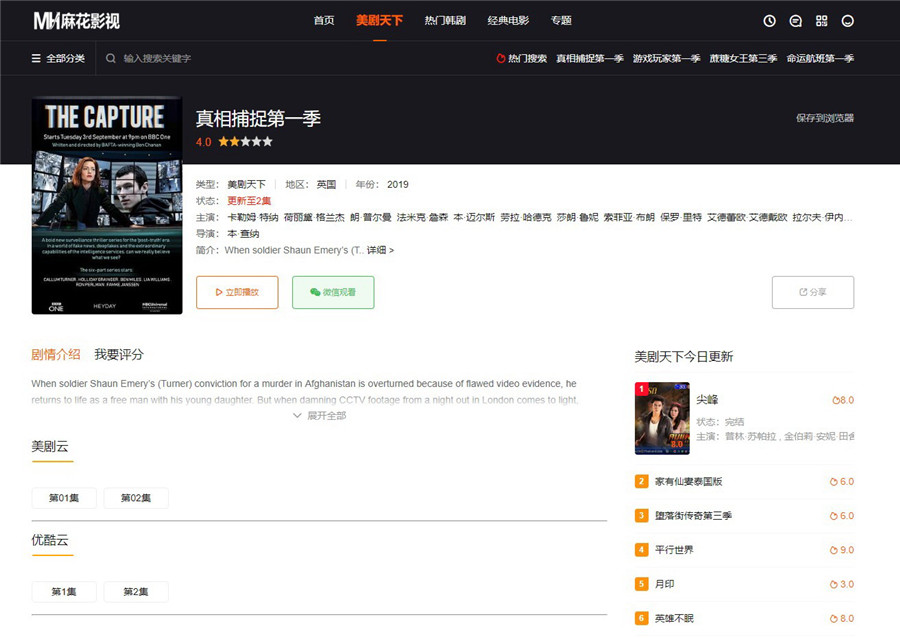 MH麻花影视
首页 美剧天下 热门韩剧 经典电影 专题
全部分类 输入搜索关键字 热门搜索 真相捕捉第一季 游戏玩家第一季 蔗糖女王第三季 命运航班第一季
THE CAPTURE
Starts Tuesday 3rd September at 9pm on BBC One
Written and directed by BAFTA-winning Ben Chanan
A bold new surveillance thriller series for the 'post-truth' era.
In a world of fake news, deepfakes and the extraordinary
capabilities of the intelligence services, can we really believe
what we see?
The six-part series stars:
CALLUM TURNER, HOLLIDAY GRAINGER, BEN MILES, LIA WILLIAMS,
RON PERLMAN FAMKE JANSSEN
BBC
ONE
HEYDAY
NBCUniversal
真相捕捉第一季
保存到浏览器
4.0
类型: 美剧天下 地区: 英国 年份: 2019
状态: 更新至2集
主演: 卡勒姆·特纳 荷丽黛·格兰杰 朗·普尔曼 法米克·詹森 本·迈尔斯 劳拉·哈德克 莎朗·鲁妮 索菲亚·布朗 保罗·里特 艾德蕾欧·艾德戴欧 拉尔夫·伊内...
导演: 本·查纳
简介: When soldier Shaun Emery's (T.. 详细 >
立即播放 微信观看 分享
剧情介绍 我要评分
When soldier Shaun Emery's (Turner) conviction for a murder in Afghanistan is overturned because of flawed video evidence, he
returns to life as a free man with his young daughter. But when damning CCTV footage from a night out in London comes to light,
展开全部
美剧云
第01集 第02集
优酷云
第1集 第2集
美剧天下今日更新
1
8.0
尖峰 8.0
状态: 完结
主演: 普林·苏帕拉 , 金伯莉·安妮·田
2 家有仙妻泰国版 6.0
3 堕落街传奇第三季 6.0
4 平行世界 9.0
5 月印 3.0
6 英雄不眠 8.0